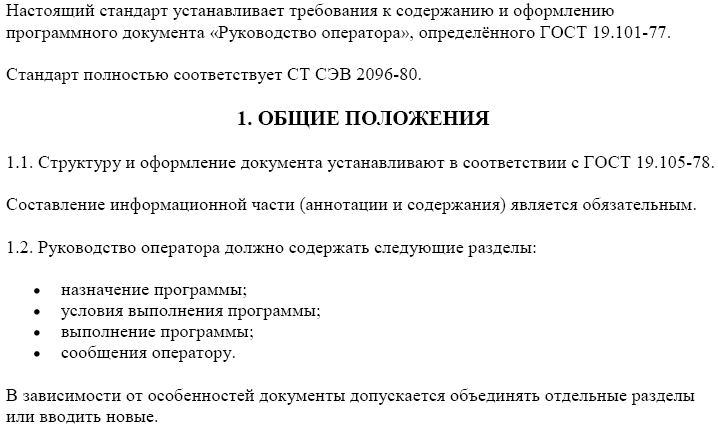 Настоящий стандарт устанавливает требования к содержанию и оформлению
программного документа «Руководство оператора», определённого ГОСТ 19.101-77.
Стандарт полностью соответствует СТ СЭВ 2096-80.
1. ОБЩИЕ ПОЛОЖЕНИЯ
1.1. Структуру и оформление документа устанавливают в соответствии с ГОСТ 19.105-78.
Составление информационной части (аннотации и содержания) является обязательным.
1.2. Руководство оператора должно содержать следующие разделы:
• назначение программы;
• условия выполнения программы;
• выполнение программы;
• сообщения оператору.
В зависимости от особенностей документы допускается объединять отдельные разделы
или вводить новые.